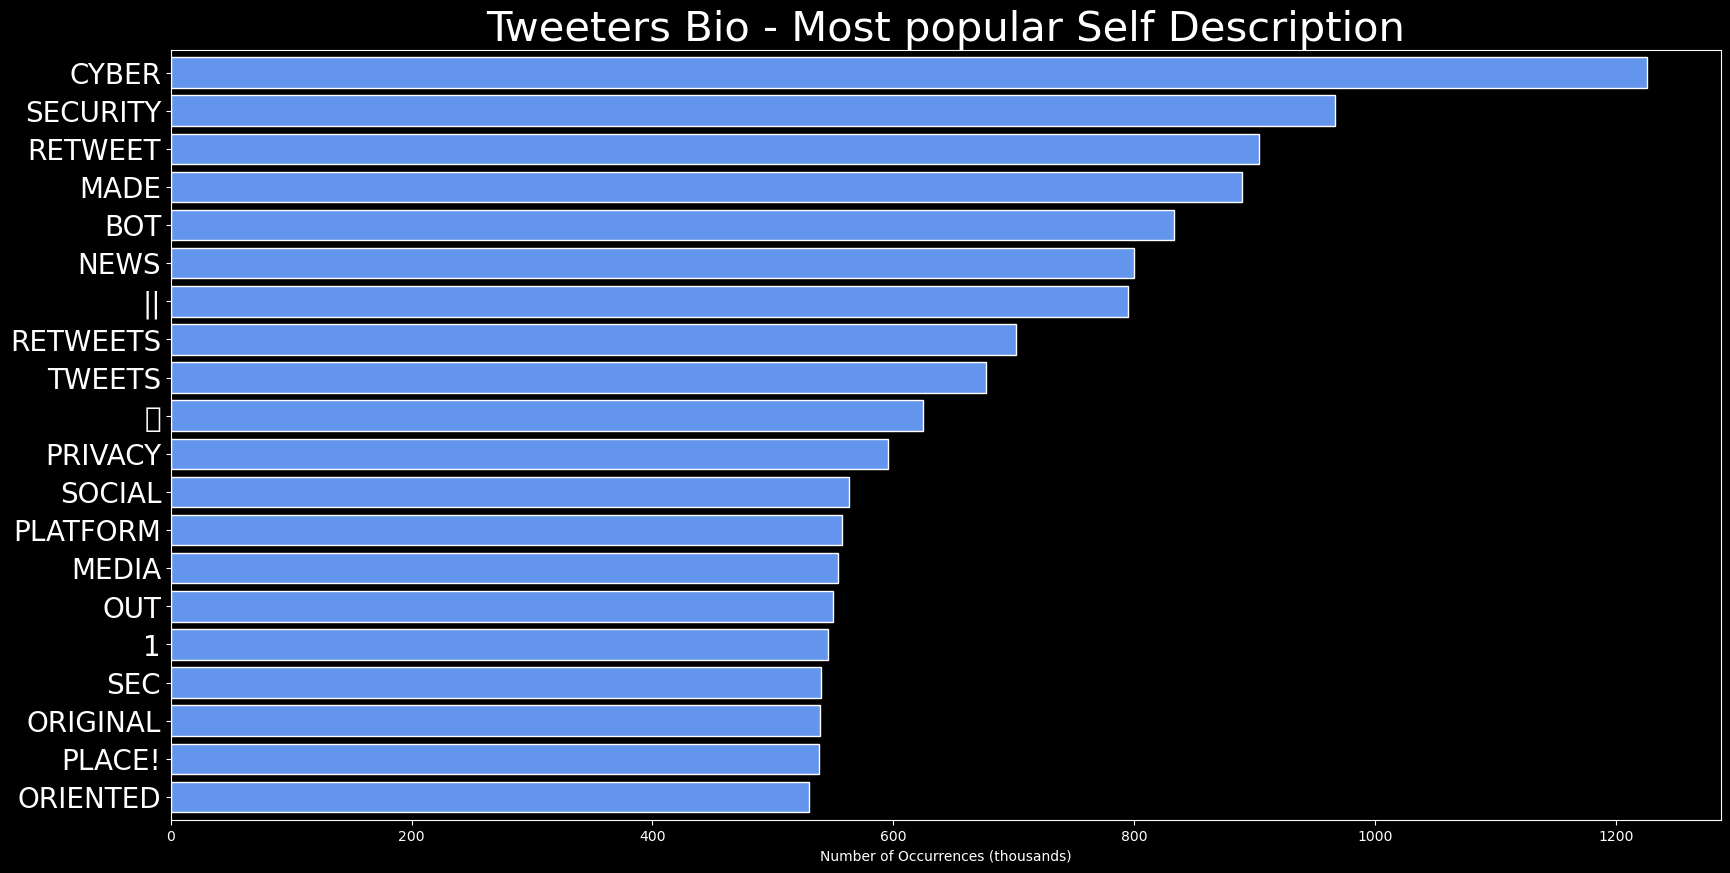 Tweeters Bio - Most popular Self Description
CYBER
SECURITY
RETWEET
MADE
BOT
NEWS
||
RETWEETS
TWEETS
PRIVACY
SOCIAL
PLATFORM
MEDIA
OUT
1
SEC
ORIGINAL
PLACE!
ORIENTED
0 200 400 600 800 1000 1200
Number of Occurrences (thousands)